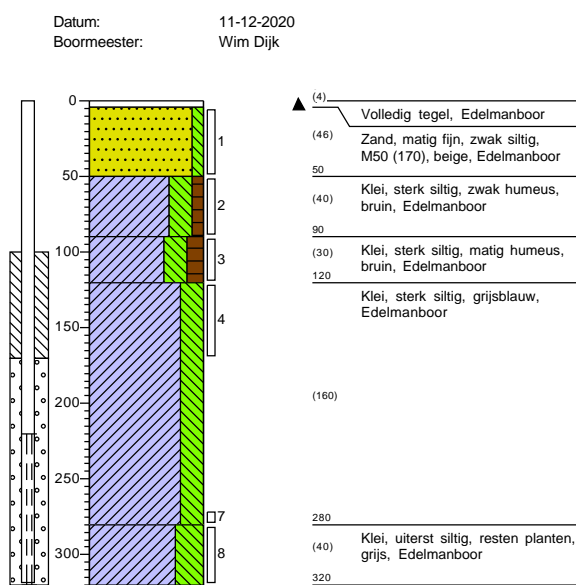 Datum: 11-12-2020
Boormeester: Wim Dijk
0
50
100
150
200
250
300
1
2
3
4
7
8
(4)
Volledig tegel, Edelmanboor
(46)
Zand, matig fijn, zwak siltig,
M50 (170), beige, Edelmanboor
50
(40)
Klei, sterk siltig, zwak humeus,
bruin, Edelmanboor
90
(30)
Klei, sterk siltig, matig humeus,
bruin, Edelmanboor
120
Klei, sterk siltig, grijsblauw,
Edelmanboor
(160)
280
(40)
Klei, uiterst siltig, resten planten,
grijs, Edelmanboor
320